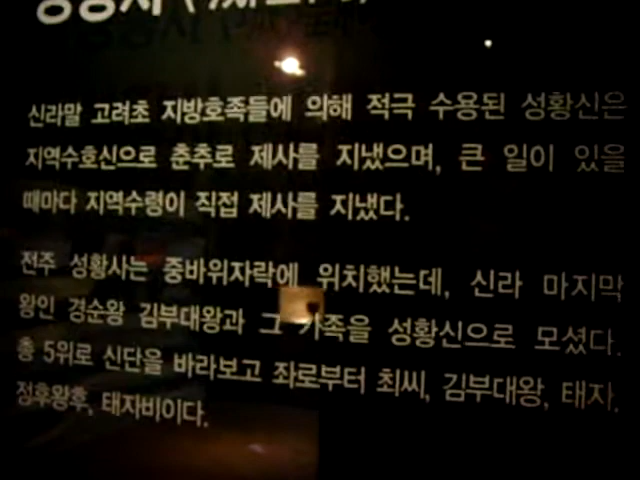 신라말 고려초 지방호족들에 의해 적극 수용된 성황신은
지역수호신으로 춘추로 제사를 지냈으며, 큰 일이 있을
때마다 지역수령이 직접 제사를 지냈다.
전주 성황사는 중바위자락에 위치했는데, 신라 마지막
왕인 경순왕 김부대왕과 그 가족을 성황신으로 모셨다.
총 5위로 신단을 바라보고 좌로부터 최씨, 김부대왕, 태자.
정후왕후, 태자비이다.